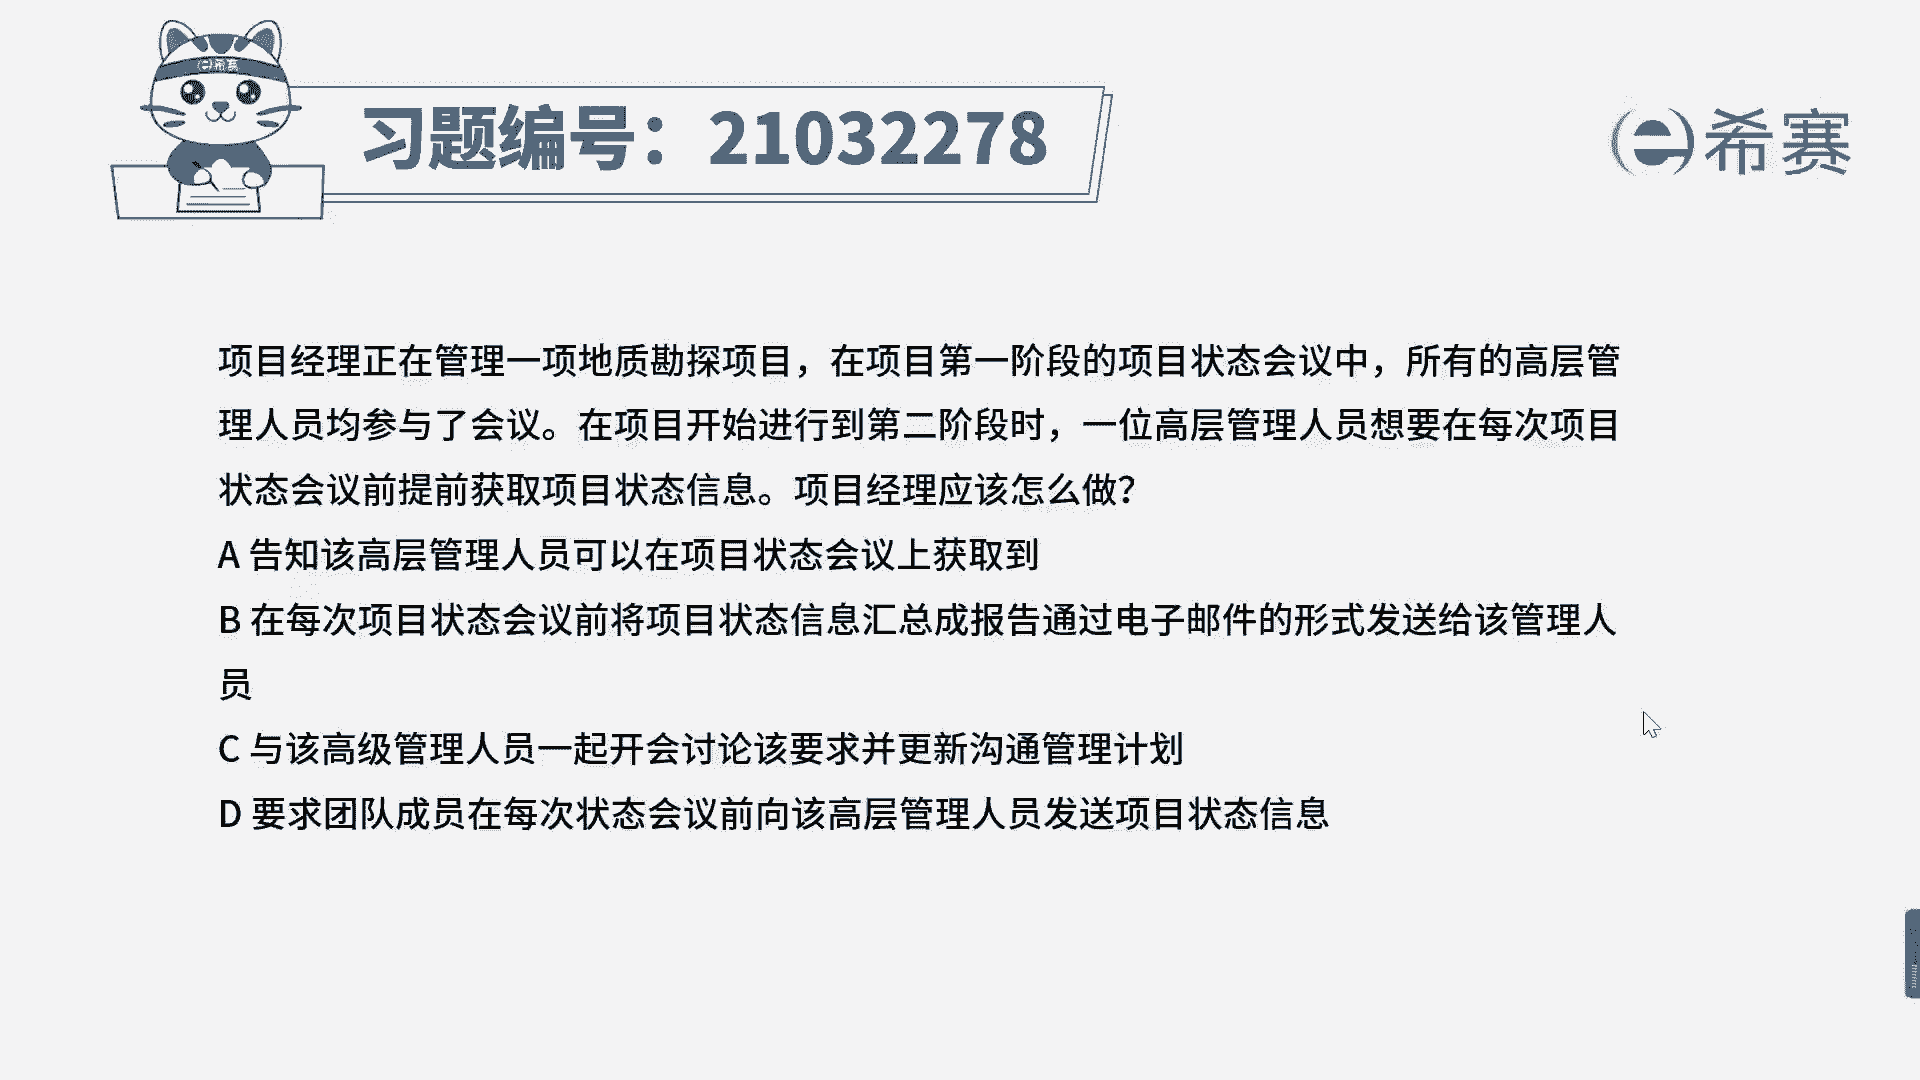 希赛
习题编号：21032278
希赛
项目经理正在管理一项地质勘探项目，在项目第一阶段的项目状态会议中，所有的高层管
理人员均参与了会议。在项目开始进行到第二阶段时，一位高层管理人员想要在每次项目
状态会议前提前获取项目状态信息。项目经理应该怎么做？
A 告知该高层管理人员可以在项目状态会议上获取到
B 在每次项目状态会议前将项目状态信息汇总成报告通过电子邮件的形式发送给该管理人
员
C 与该高级管理人员一起开会讨论该要求并更新沟通管理计划
D 要求团队成员在每次状态会议前向该高层管理人员发送项目状态信息